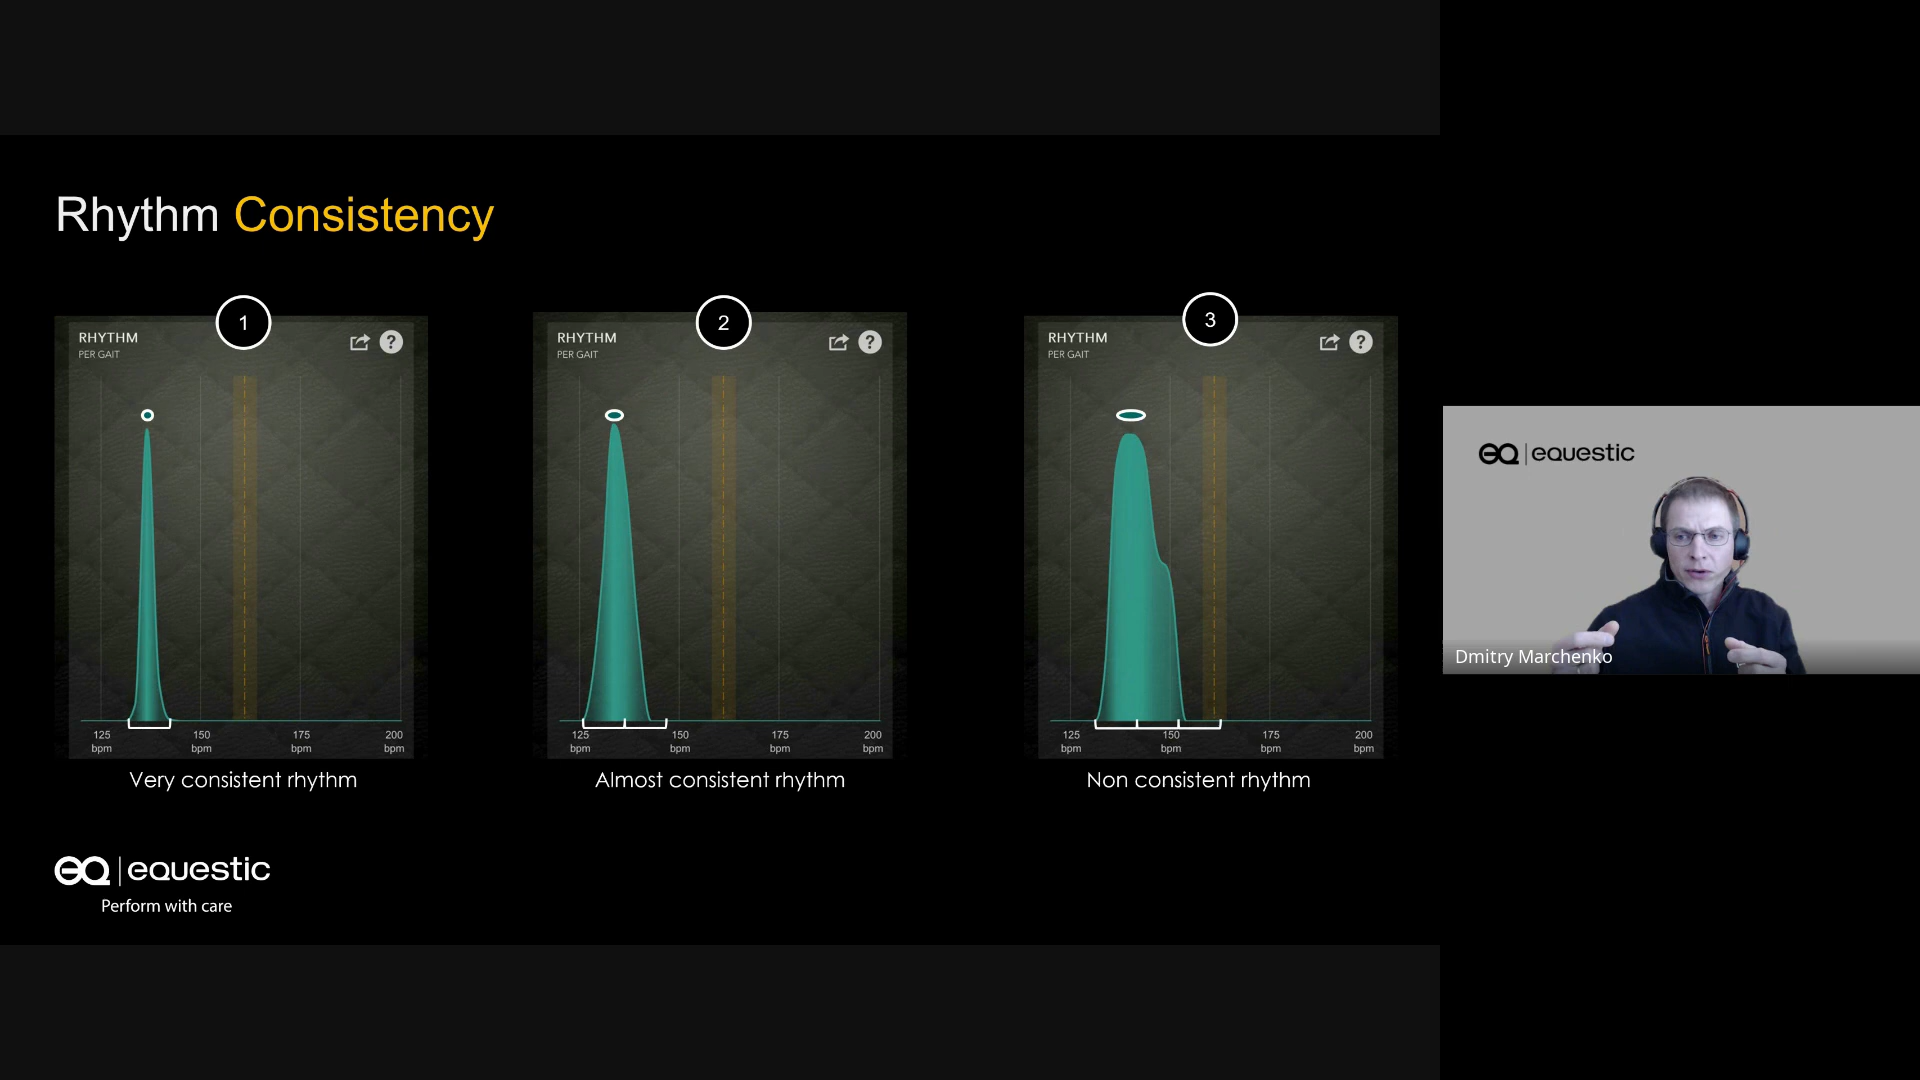 Rhythm Consistency
1
RHYTHM
PER GAIT
?
125 bpm
150 bpm
175 bpm
200 bpm
Very consistent rhythm
2
RHYTHM
PER GAIT
?
125 bpm
150 bpm
175 bpm
200 bpm
Almost consistent rhythm
3
RHYTHM
PER GAIT
?
125 bpm
150 bpm
175 bpm
200 bpm
Non consistent rhythm
eQ | equestic
Perform with care
eQ | equestic
Dmitry Marchenko